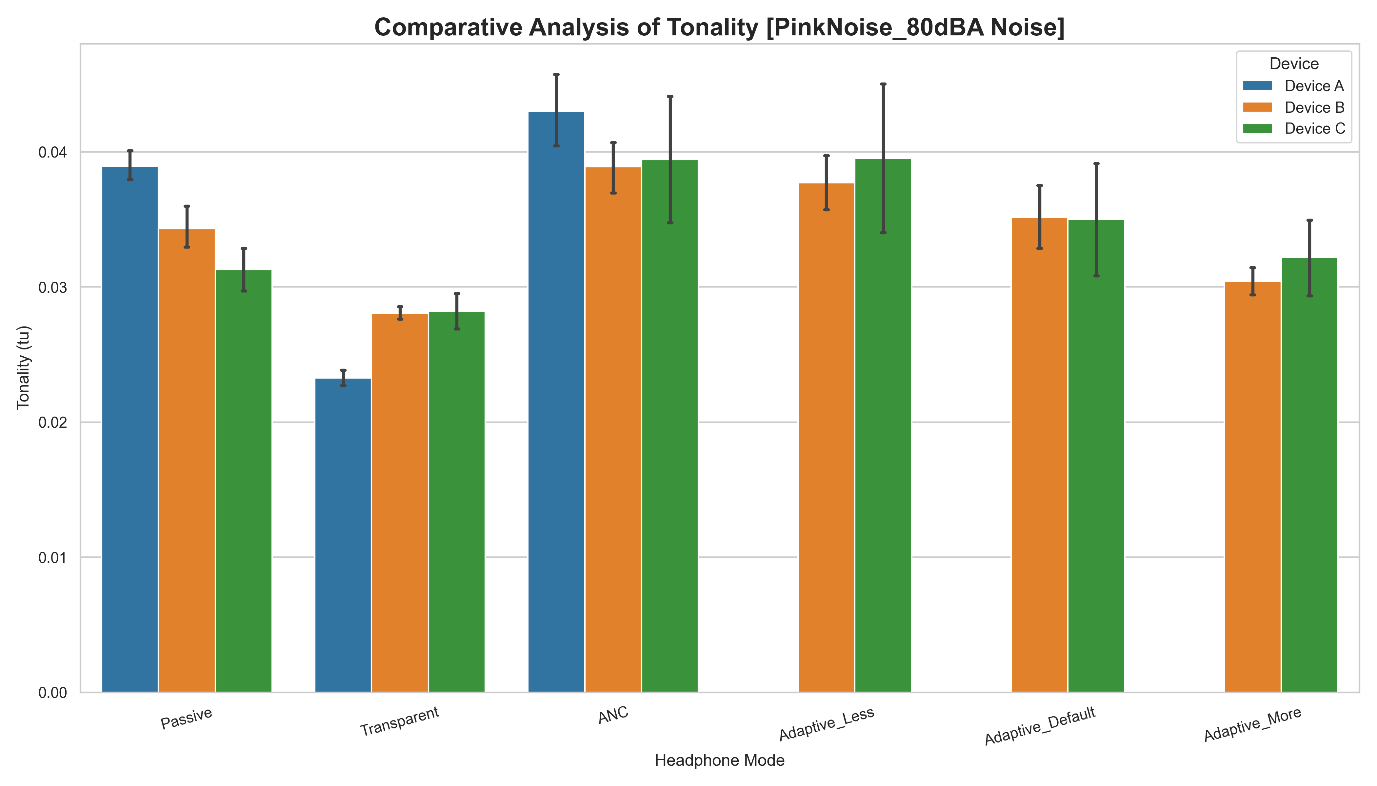 Comparative Analysis of Tonality [PinkNoise_80dBA Noise]
Device
Device A
Device B
Device C
Tonality (tu)
0.04
0.03
0.02
0.01
0.00
Passive
Transparent
ANC
Adaptive_Less
Adaptive_Default
Adaptive_More
Headphone Mode